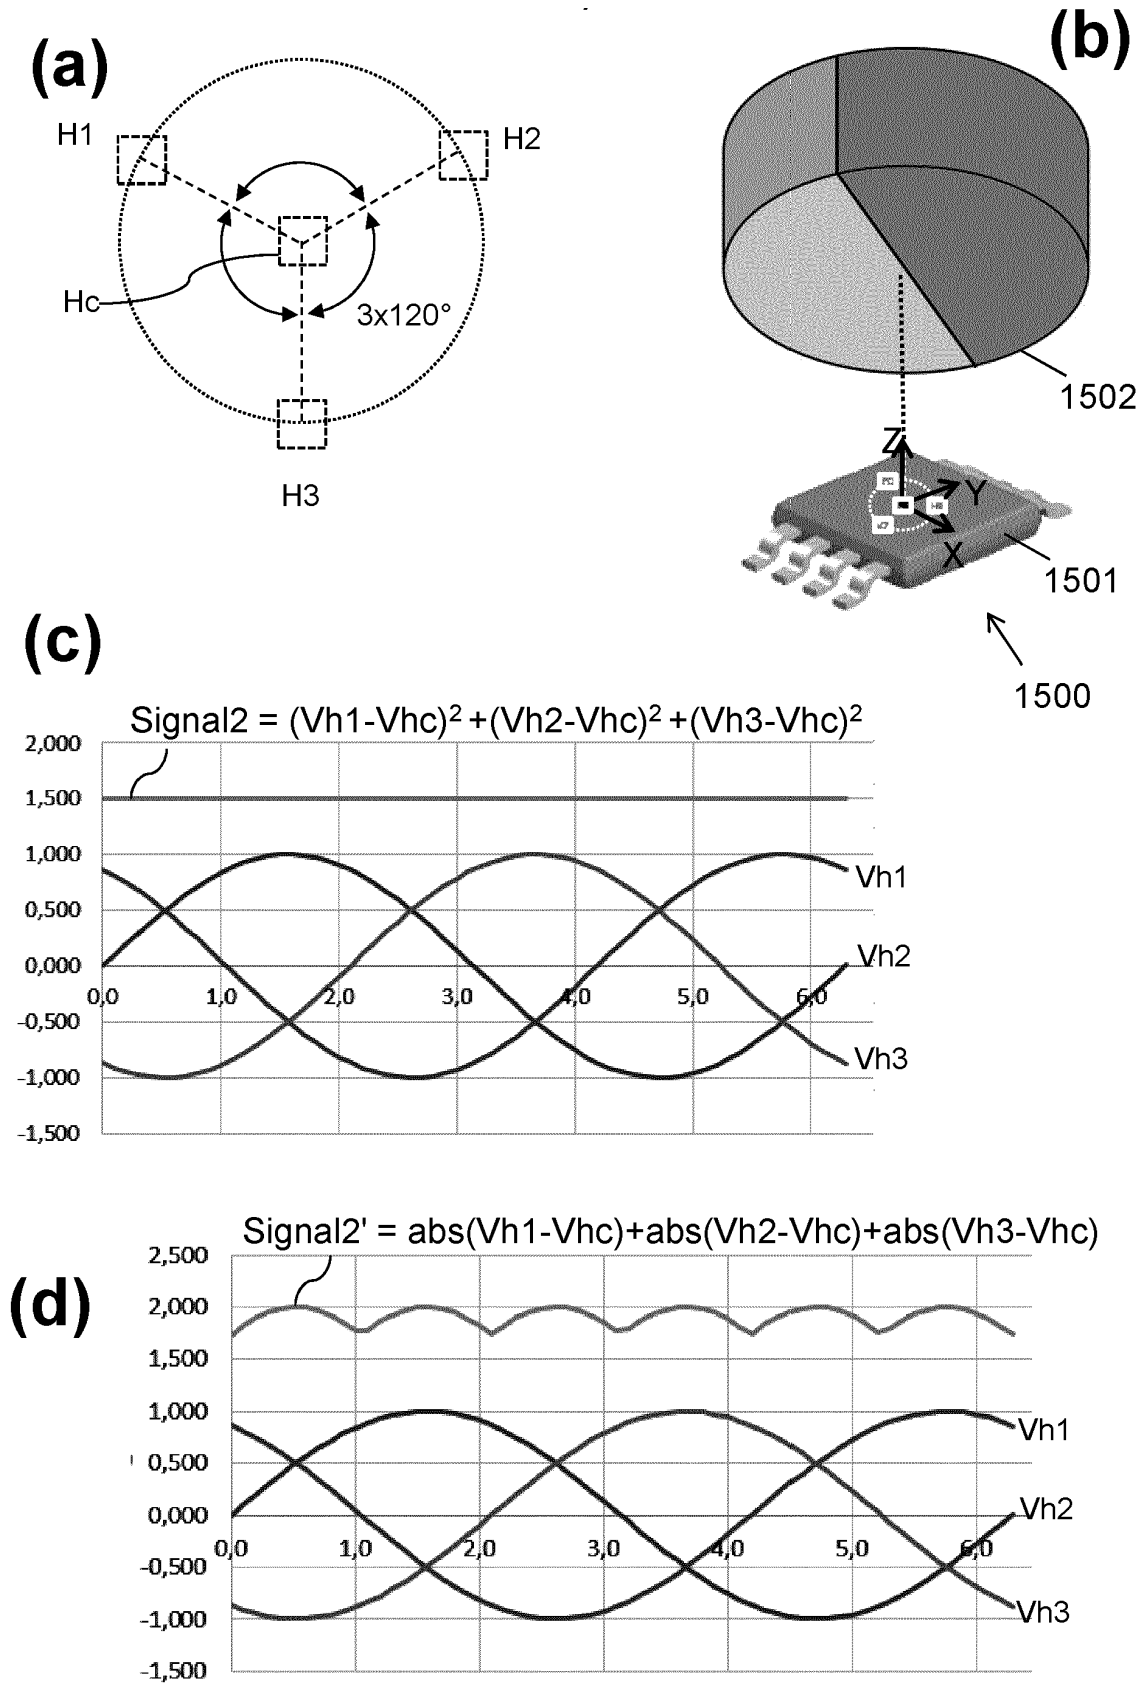 (a)
H1
H2
Hc
3x120°
H3
(b)
1502
Z
Y
X
1501
1500
(c)
Signal2 = (Vh1-Vhc)² +(Vh2-Vhc)² +(Vh3-Vhc)²
2,000
1,500
1,000
Vh1
0,500
0,000
Vh2
0,0 1,0 2,0 3,0 4,0 5,0 6,0
-0,500
Vh3
-1,000
-1,500
(d)
Signal2' = abs(Vh1-Vhc)+abs(Vh2-Vhc)+abs(Vh3-Vhc)
2,500
2,000
1,500
1,000
Vh1
0,500
0,000
Vh2
0,0 1,0 2,0 3,0 4,0 5,0 6,0
-0,500
-1,000
Vh3
-1,500